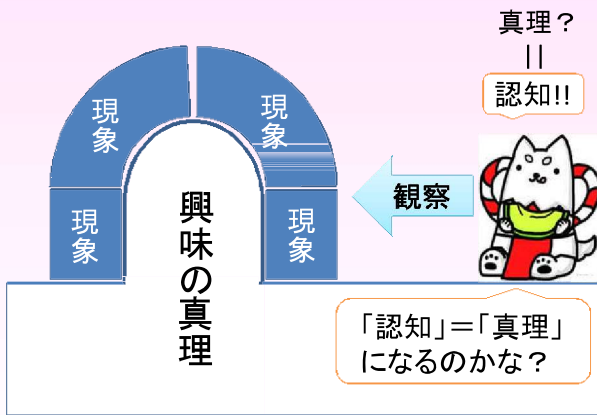 真理？
||
認知!!
現象
現象
現象
現象
興味の真理
観察
「認知」＝「真理」
になるのかな？